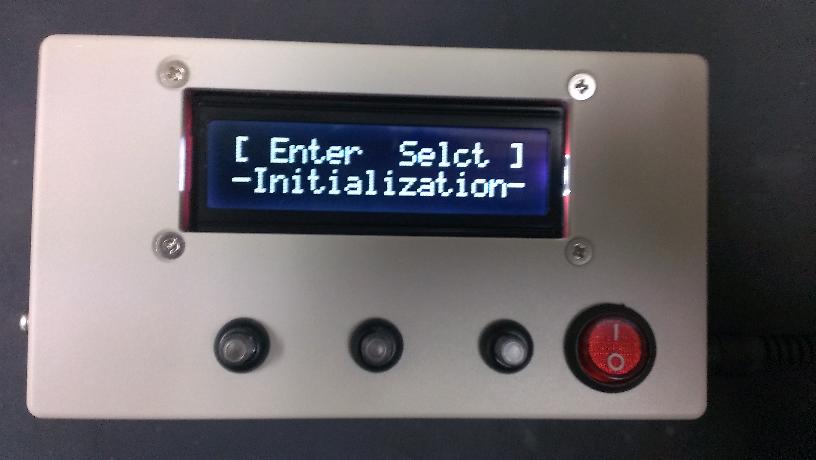 [ Enter  Selct ]
-Initialization-
I
O